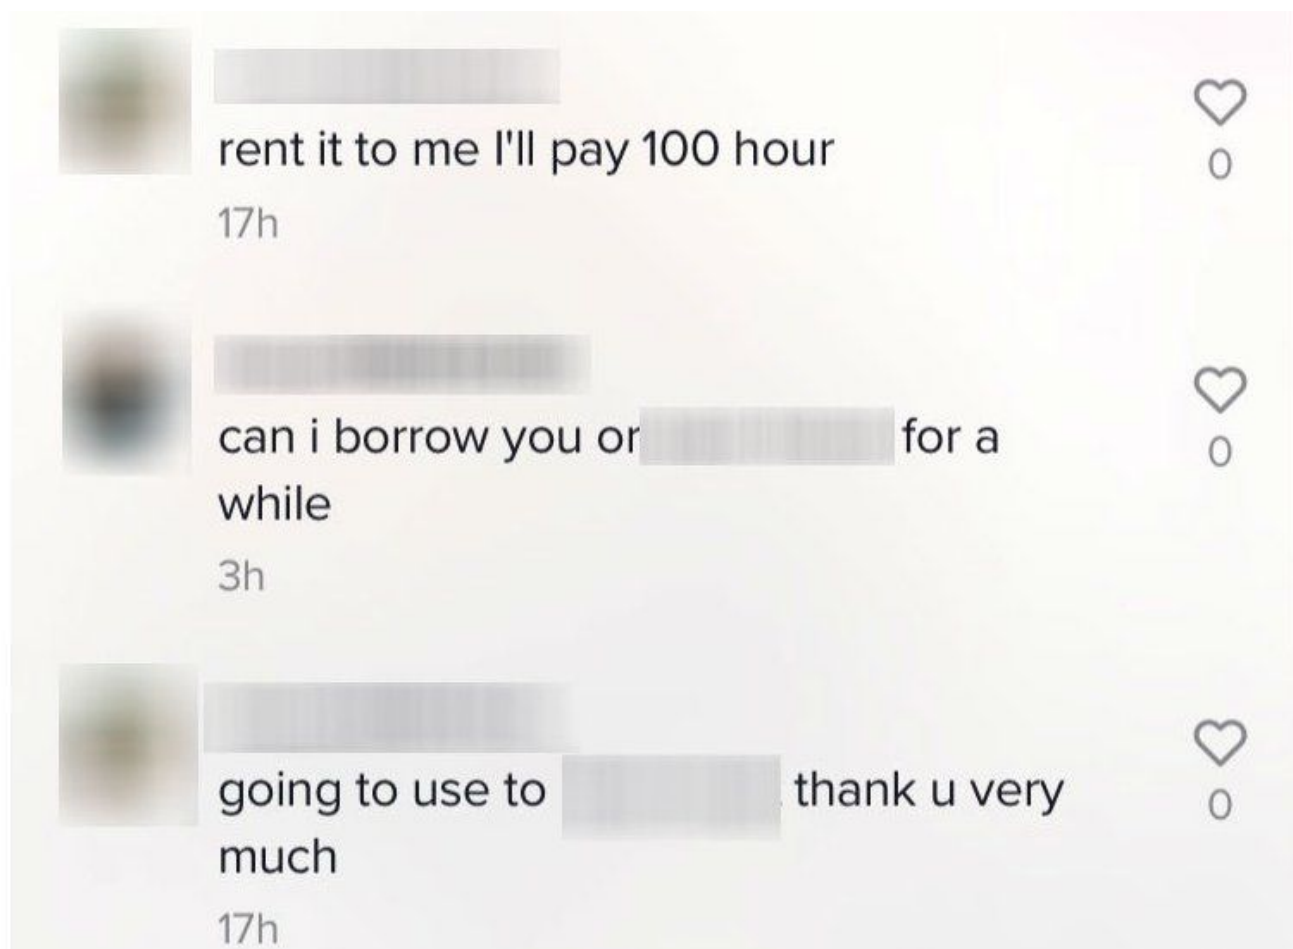 rent it to me I'll pay 100 hour
0
17h
can i borrow you or for a
0
while
3h
going to use to thank u very
0
much
17h